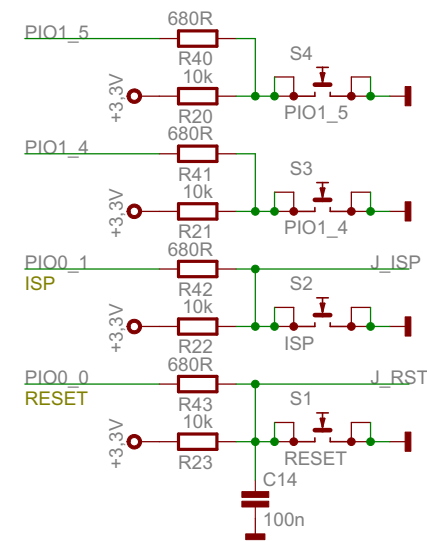 680R
PIO1_5
S4
R40
10k
+3,3V
R20
PIO1_5
680R
PIO1_4
S3
R41
10k
+3,3V
R21
PIO1_4
680R
PIO0_1
J_ISP
ISP
R42
S2
10k
+3,3V
R22
ISP
680R
PIO0_0
J_RST
RESET
R43
S1
10k
+3,3V
R23
RESET
C14
100n